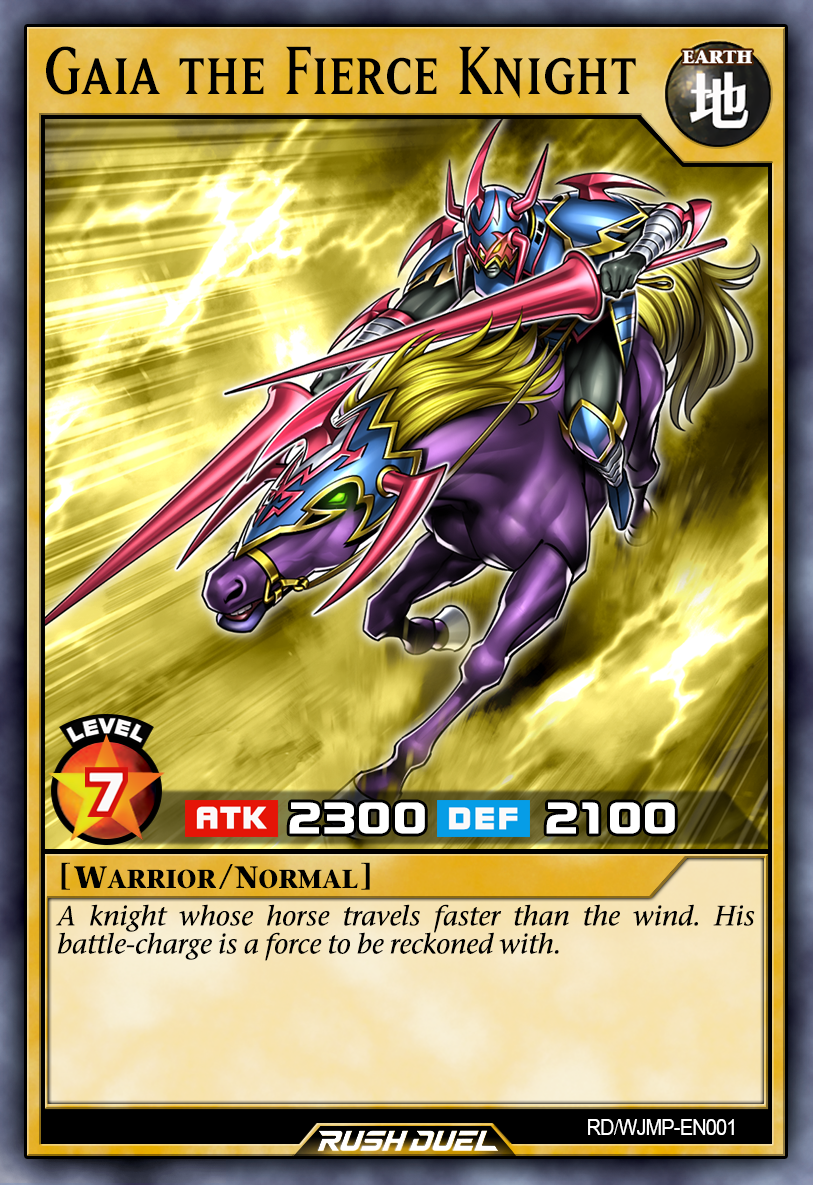 Gaia the Fierce Knight
EARTH
地
LEVEL
7
ATK 2300 DEF 2100
[Warrior/Normal]
A knight whose horse travels faster than the wind. His
battle-charge is a force to be reckoned with.
RD/WJMP-EN001
RUSH DUEL